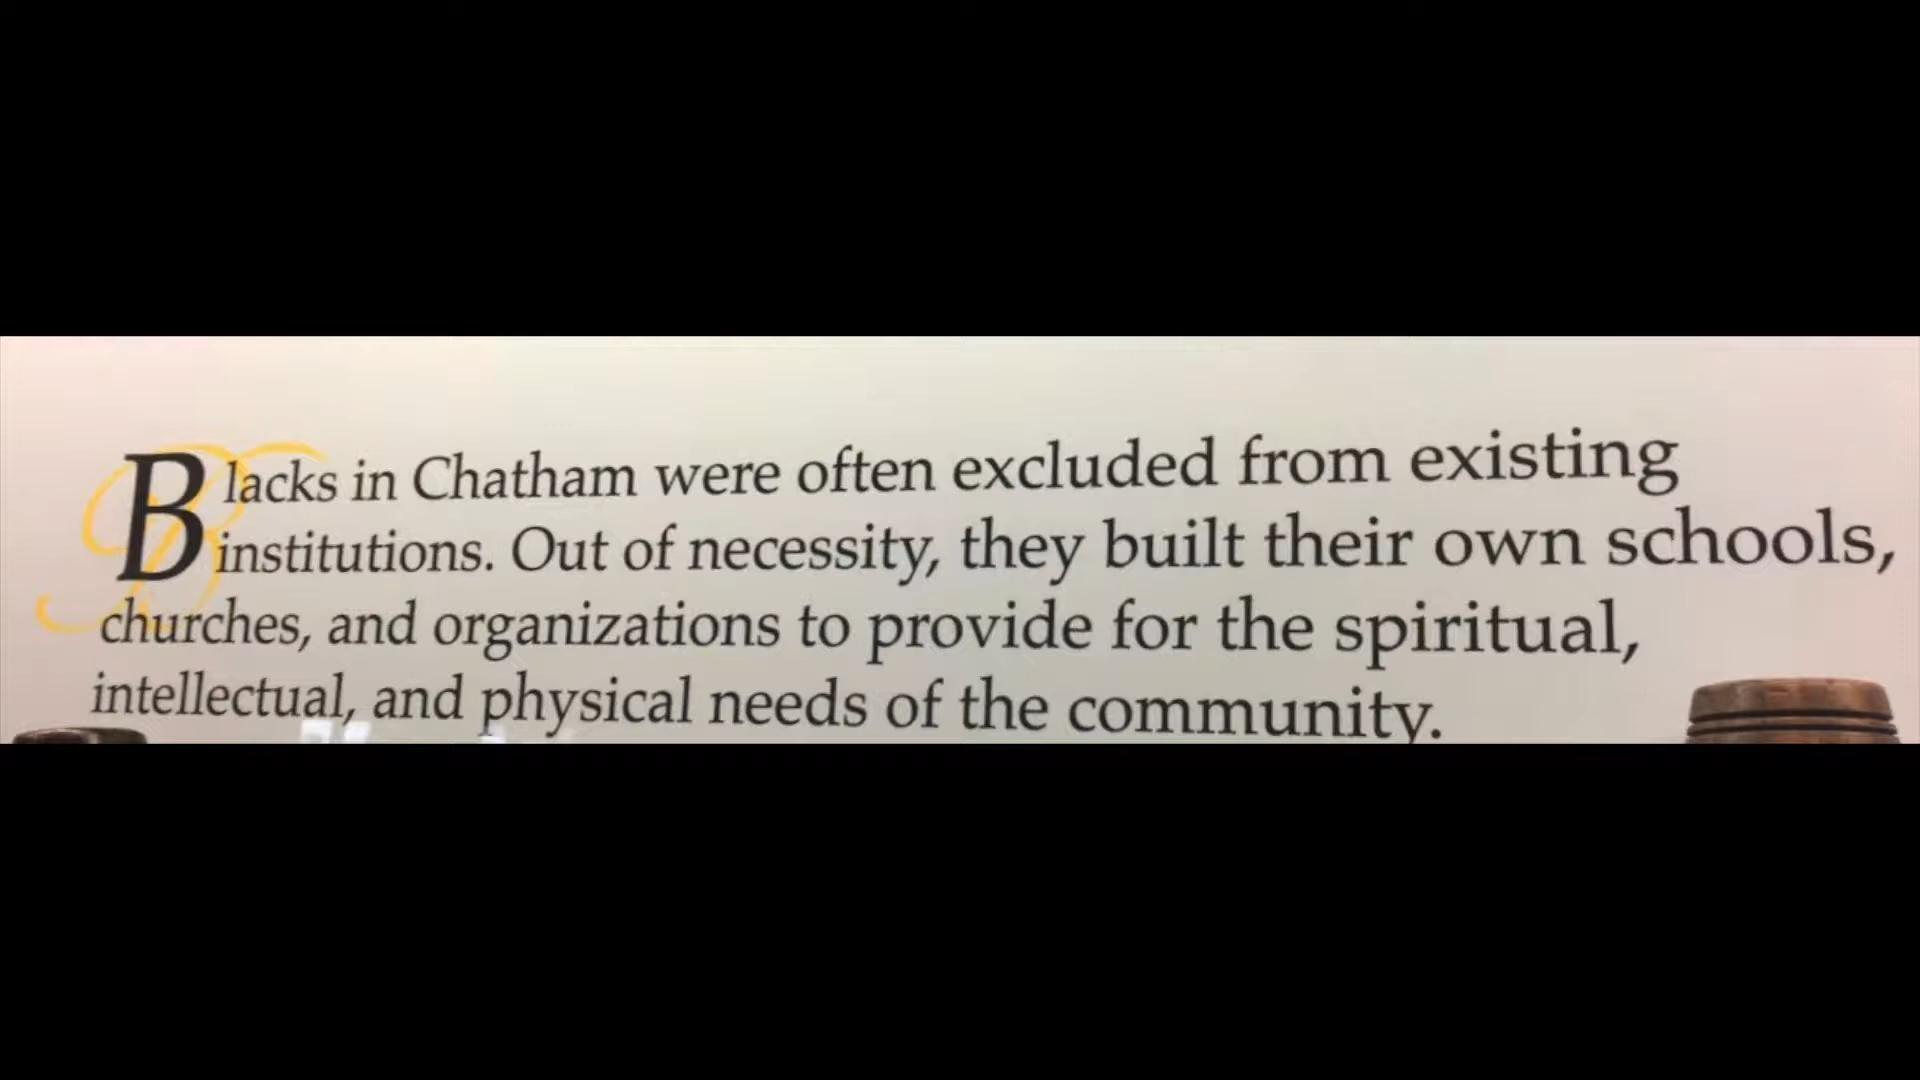 Blacks in Chatham were often excluded from existing
institutions. Out of necessity, they built their own schools,
churches, and organizations to provide for the spiritual,
intellectual, and physical needs of the community.